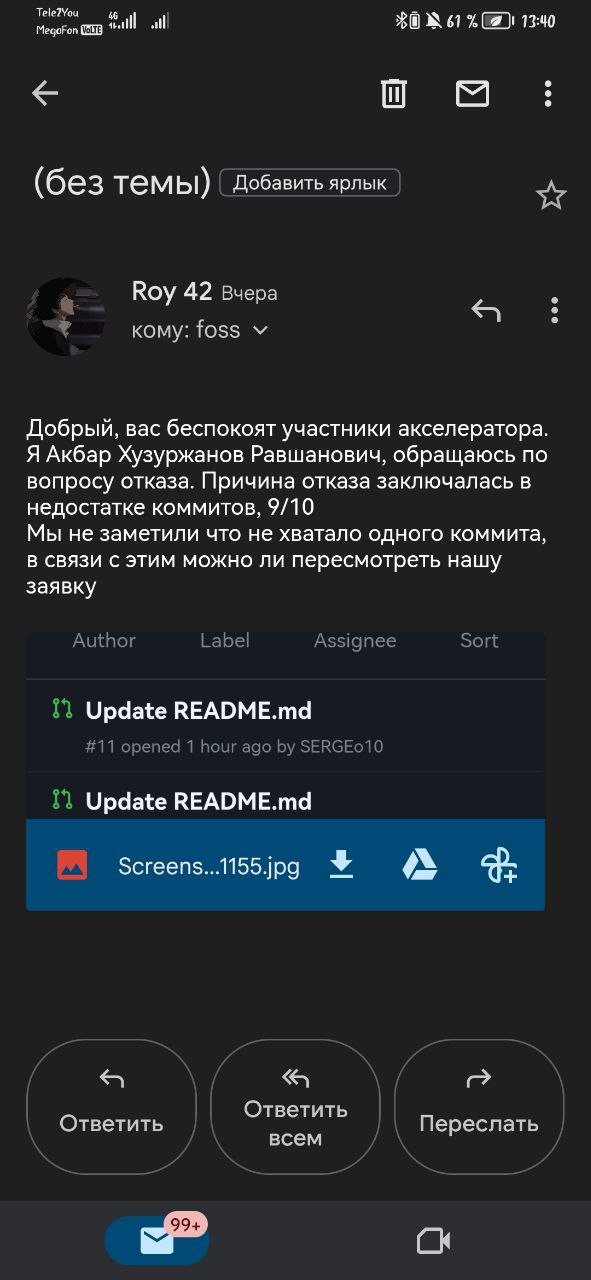 Tele2You 4G
MegaFon VoLTE
61 % 13:40
(без темы) Добавить ярлык
Roy 42 Вчера
кому: foss
Добрый, вас беспокоят участники акселератора.
Я Акбар Хузуржанов Равшанович, обращаюсь по
вопросу отказа. Причина отказа заключалась в
недостатке коммитов, 9/10
Мы не заметили что не хватало одного коммита,
в связи с этим можно ли пересмотреть нашу
заявку
Author Label Assignee Sort
Update README.md
#11 opened 1 hour ago by SERGEo10
Update README.md
Screens...1155.jpg
Ответить
Ответить
всем
Переслать
99+